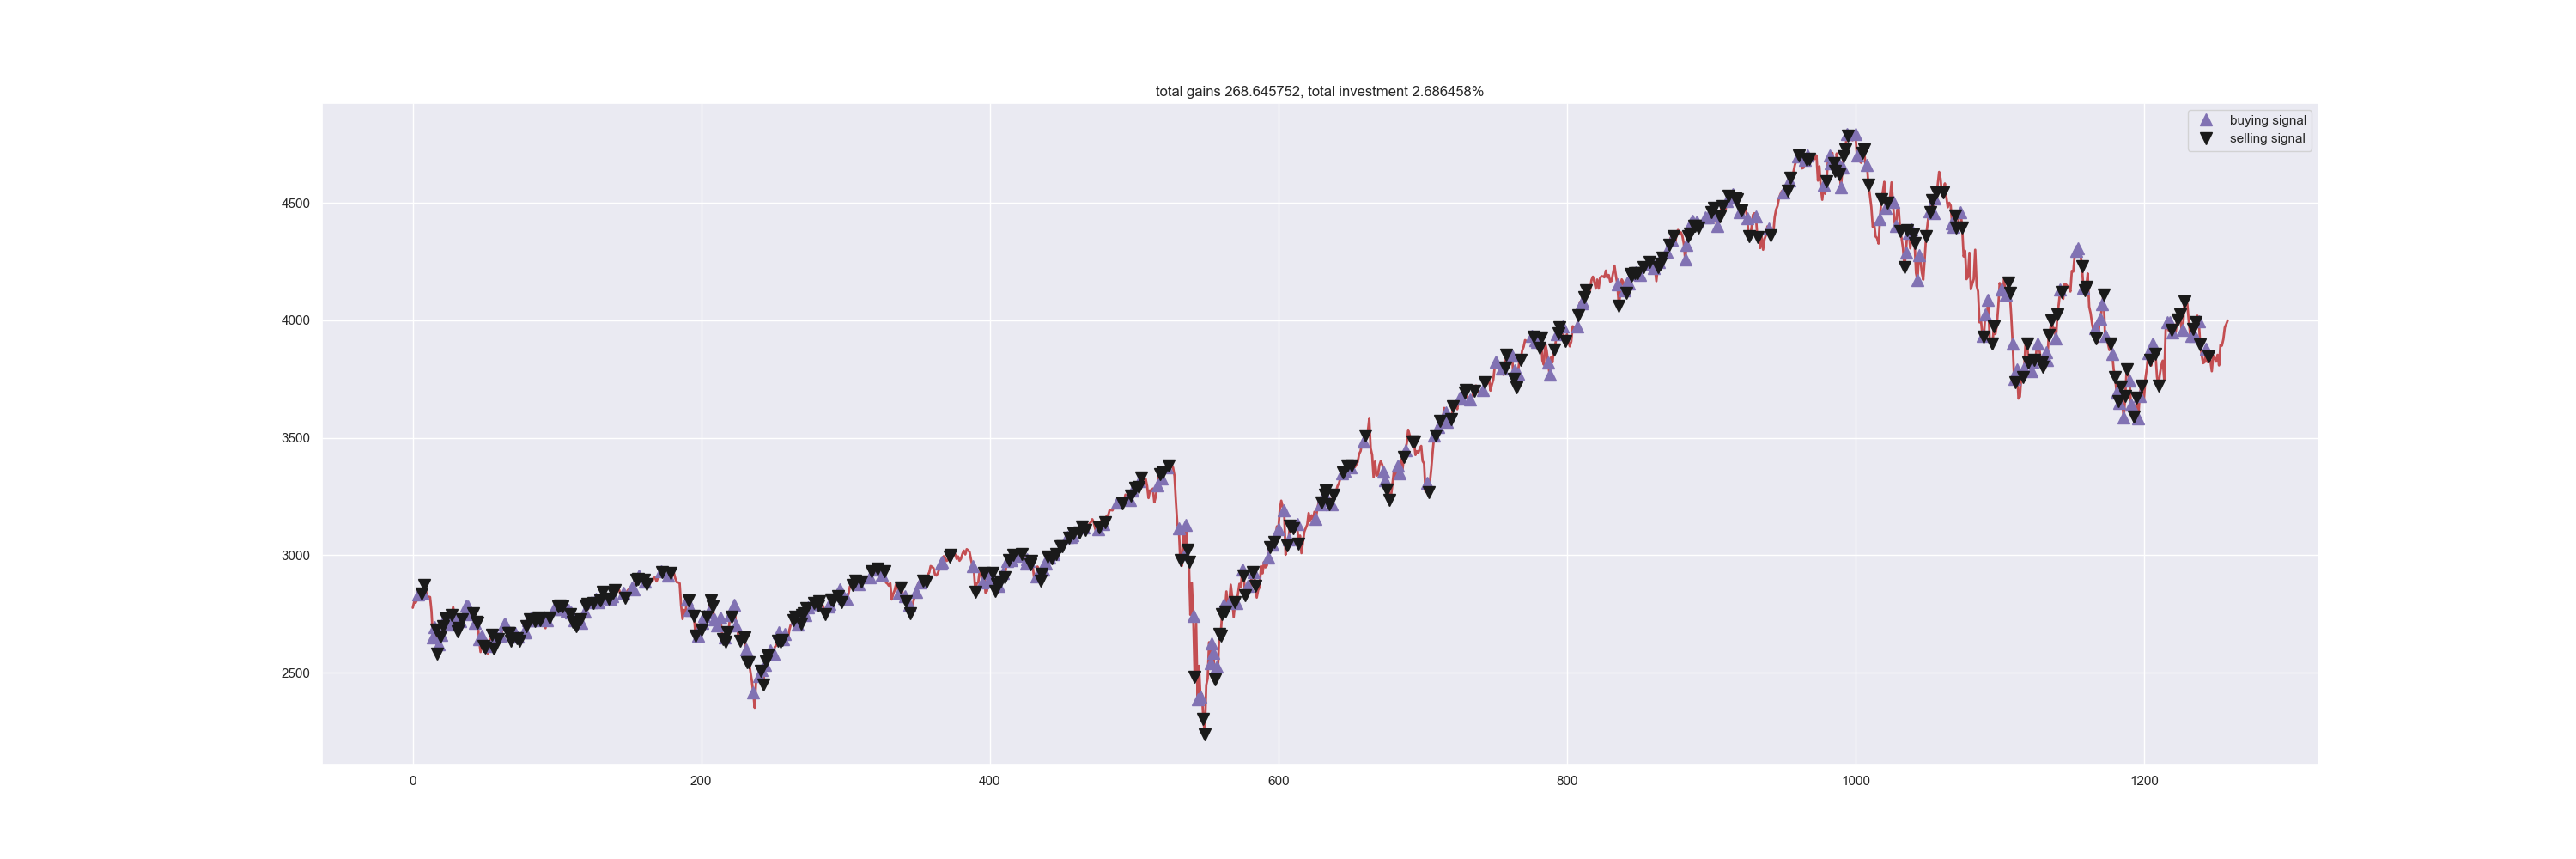 total gains 268.645752, total investment 2.686458%
buying signal
selling signal
4500
4000
3500
3000
2500
0 200 400 600 800 1000 1200